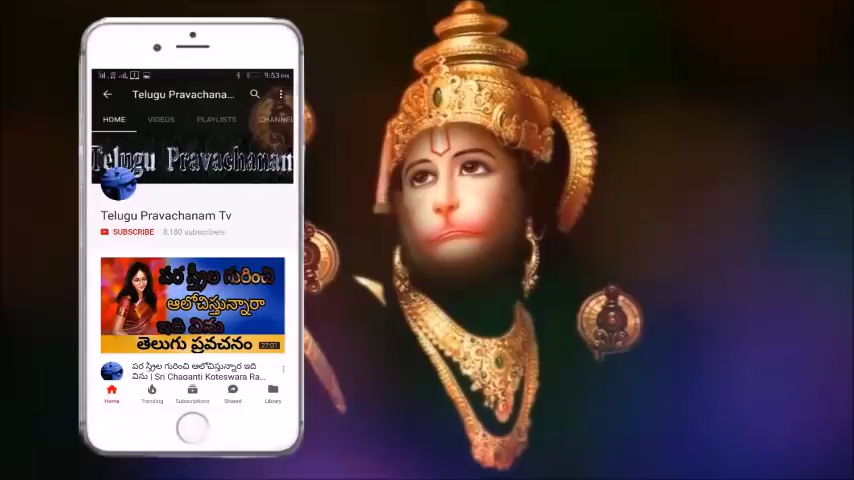 9:53 PM
Telugu Pravachana...
HOME VIDEOS PLAYLISTS CHANNEL
Telugu Pravachanam
Telugu Pravachanam Tv
SUBSCRIBE 8,180 subscribers
పర స్త్రీల గురించి
ఆలోచిస్తున్నారా
ఇది విను
తెలుగు ప్రవచనం 27:01
పర స్త్రీల గురించి ఆలోచిస్తున్నార ఇది
విను | Sri Chaganti Koteswara Ra...
Home Trending Subscriptions Shared Library